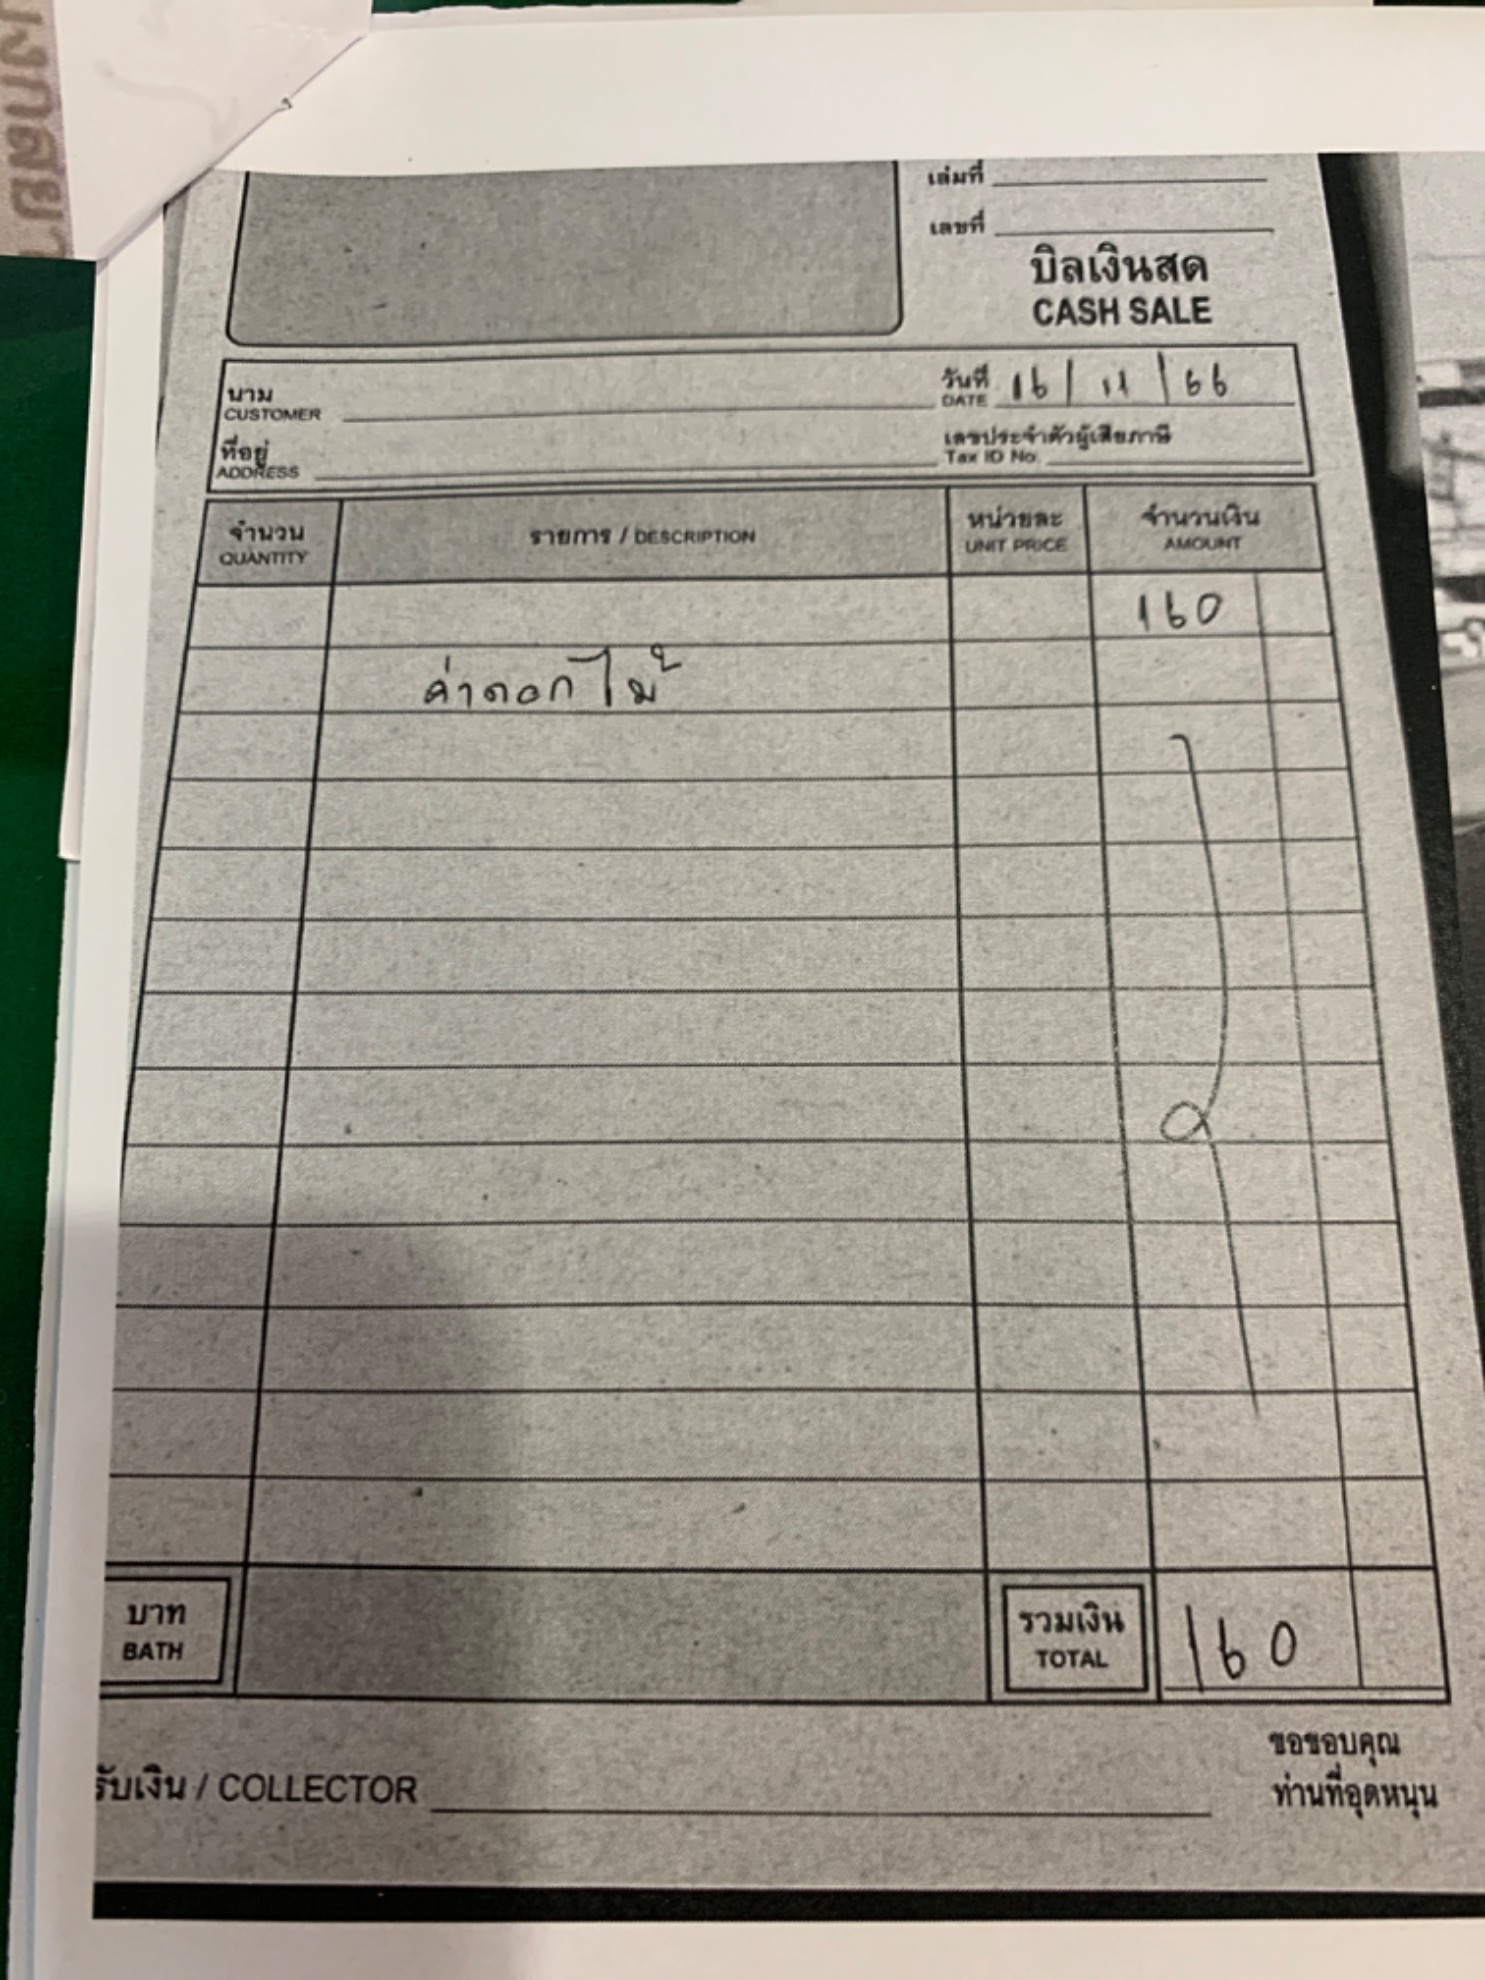 เล่มที่
เลขที่
บิลเงินสด
CASH SALE
นาม
CUSTOMER
วันที่ 16 / 11 / 66
DATE
ที่อยู่
ADDRESS
เลขประจำตัวผู้เสียภาษี
Tax ID No.
จำนวน รายการ / DESCRIPTION หน่วยละ จำนวนเงิน
QUANTITY UNIT PRICE AMOUNT
160
ค่าดอกไม้
บาท รวมเงิน 160
BATH TOTAL
รับเงิน / COLLECTOR
ขอขอบคุณ
ท่านที่อุดหนุน